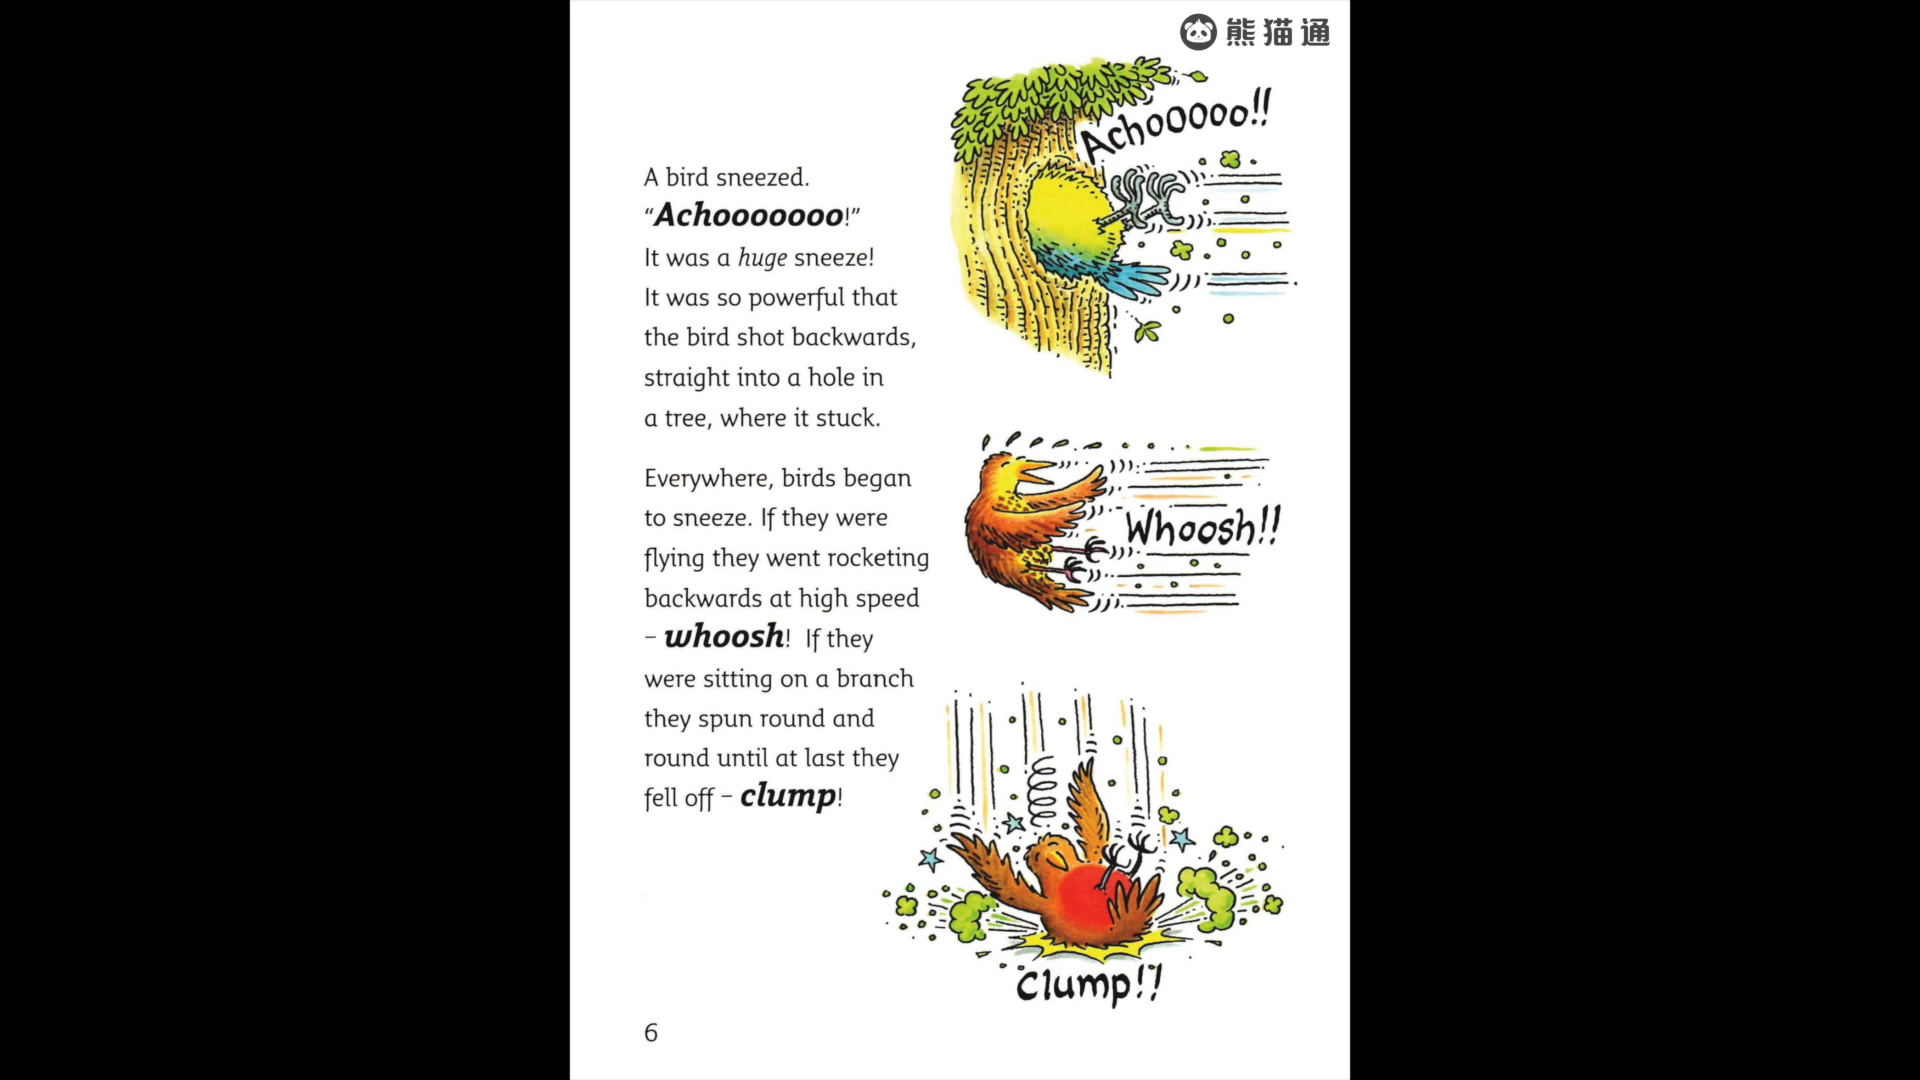 熊猫通
Achooooo!!
A bird sneezed.
“Achooooooo!”
It was a huge sneeze!
It was so powerful that
the bird shot backwards,
straight into a hole in
a tree, where it stuck.
Everywhere, birds began
to sneeze. If they were
flying they went rocketing
backwards at high speed
– whoosh! If they
were sitting on a branch
they spun round and
round until at last they
fell off – clump!
Whoosh!!
Clump!!
6